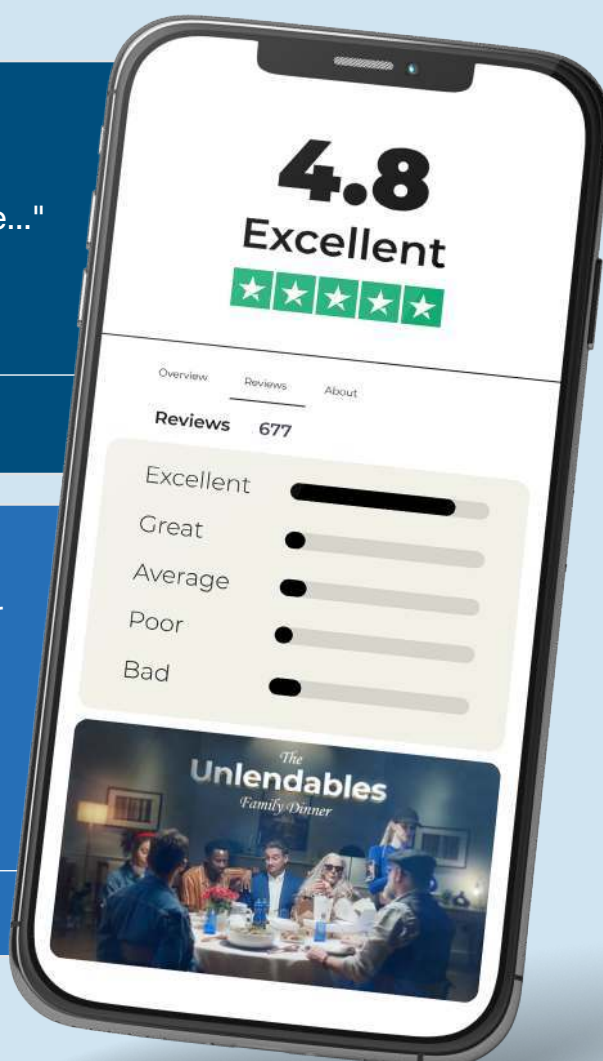 e..."
4.8
Excellent
Overview Reviews About
Reviews 677
Excellent
Great
Average
Poor
Bad
The
Unlendables
Family Dinner